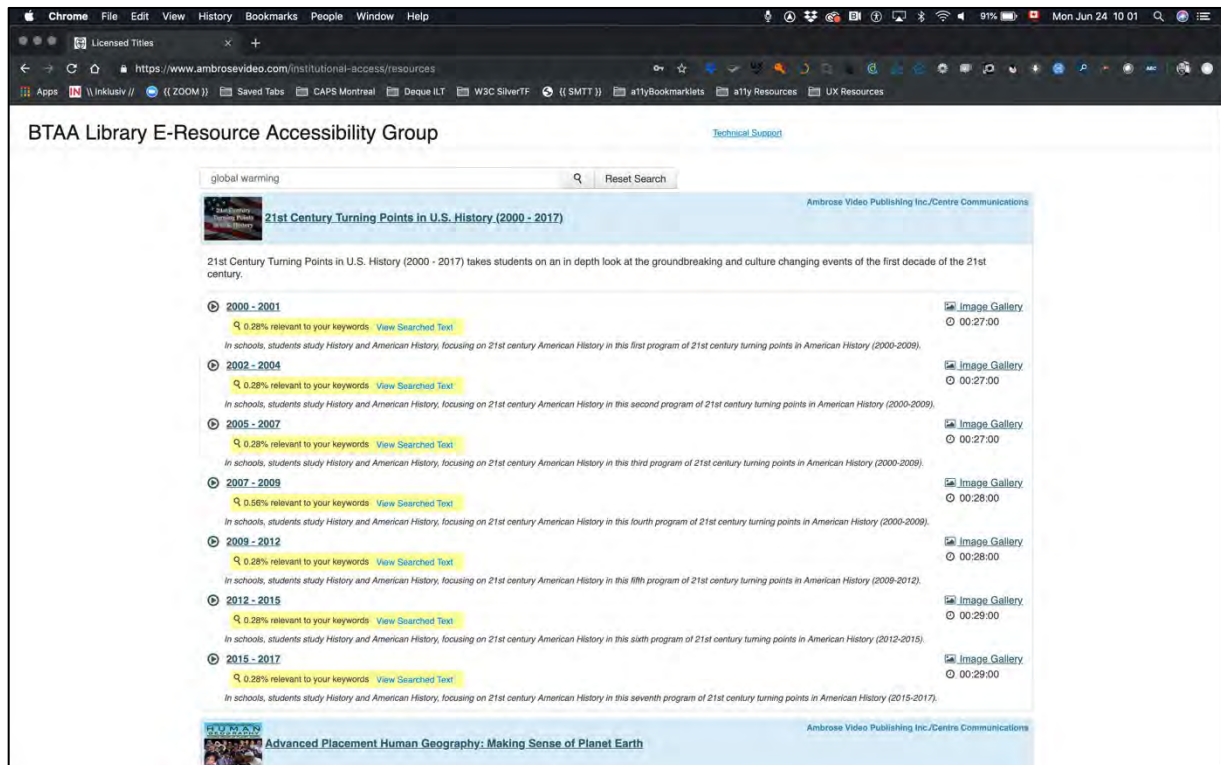 Chrome File Edit View History Bookmarks People Window Help 91% Mon Jun 24 10 01
Licensed Titles × +
https://www.ambrosevideo.com/institutional-access/resources
Apps IN \\ Inklusiv // {{ ZOOM }} Saved Tabs CAPS Montreal Deque ILT W3C SilverTF {{ SMTT }} a11yBookmarklets a11y Resources UX Resources
BTAA Library E-Resource Accessibility Group Technical Support
global warming Reset Search
21st Century Turning Points in U.S. History
21st Century Turning Points in U.S. History (2000 - 2017) Ambrose Video Publishing Inc./Centre Communications
21st Century Turning Points in U.S. History (2000 - 2017) takes students on an in depth look at the groundbreaking and culture changing events of the first decade of the 21st
century.
2000 - 2001 Image Gallery
0.28% relevant to your keywords View Searched Text 00:27:00
In schools, students study History and American History, focusing on 21st century American History in this first program of 21st century turning points in American History (2000-2009).
2002 - 2004 Image Gallery
0.28% relevant to your keywords View Searched Text 00:27:00
In schools, students study History and American History, focusing on 21st century American History in this second program of 21st century turning points in American History (2000-2009).
2005 - 2007 Image Gallery
0.28% relevant to your keywords View Searched Text 00:27:00
In schools, students study History and American History, focusing on 21st century American History in this third program of 21st century turning points in American History (2000-2009).
2007 - 2009 Image Gallery
0.56% relevant to your keywords View Searched Text 00:28:00
In schools, students study History and American History, focusing on 21st century American History in this fourth program of 21st century turning points in American History (2000-2009).
2009 - 2012 Image Gallery
0.28% relevant to your keywords View Searched Text 00:28:00
In schools, students study History and American History, focusing on 21st century American History in this fifth program of 21st century turning points in American History (2009-2012).
2012 - 2015 Image Gallery
0.28% relevant to your keywords View Searched Text 00:29:00
In schools, students study History and American History, focusing on 21st century American History in this sixth program of 21st century turning points in American History (2012-2015).
2015 - 2017 Image Gallery
0.28% relevant to your keywords View Searched Text 00:29:00
In schools, students study History and American History, focusing on 21st century American History in this seventh program of 21st century turning points in American History (2015-2017).
HUMAN GEOGRAPHY
Advanced Placement Human Geography: Making Sense of Planet Earth Ambrose Video Publishing Inc./Centre Communications